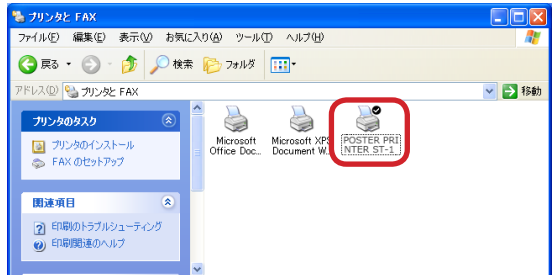 プリンタと FAX
ファイル(F) 編集(E) 表示(V) お気に入り(A) ツール(T) ヘルプ(H)
戻る 検索 フォルダ
アドレス(D) プリンタと FAX 移動
プリンタのタスク
プリンタのインストール
FAX のセットアップ
関連項目
印刷のトラブルシューティング
印刷関連のヘルプ
Microsoft
Office Doc...
Microsoft XPS
Document W...
POSTER PRI
NTER ST-1